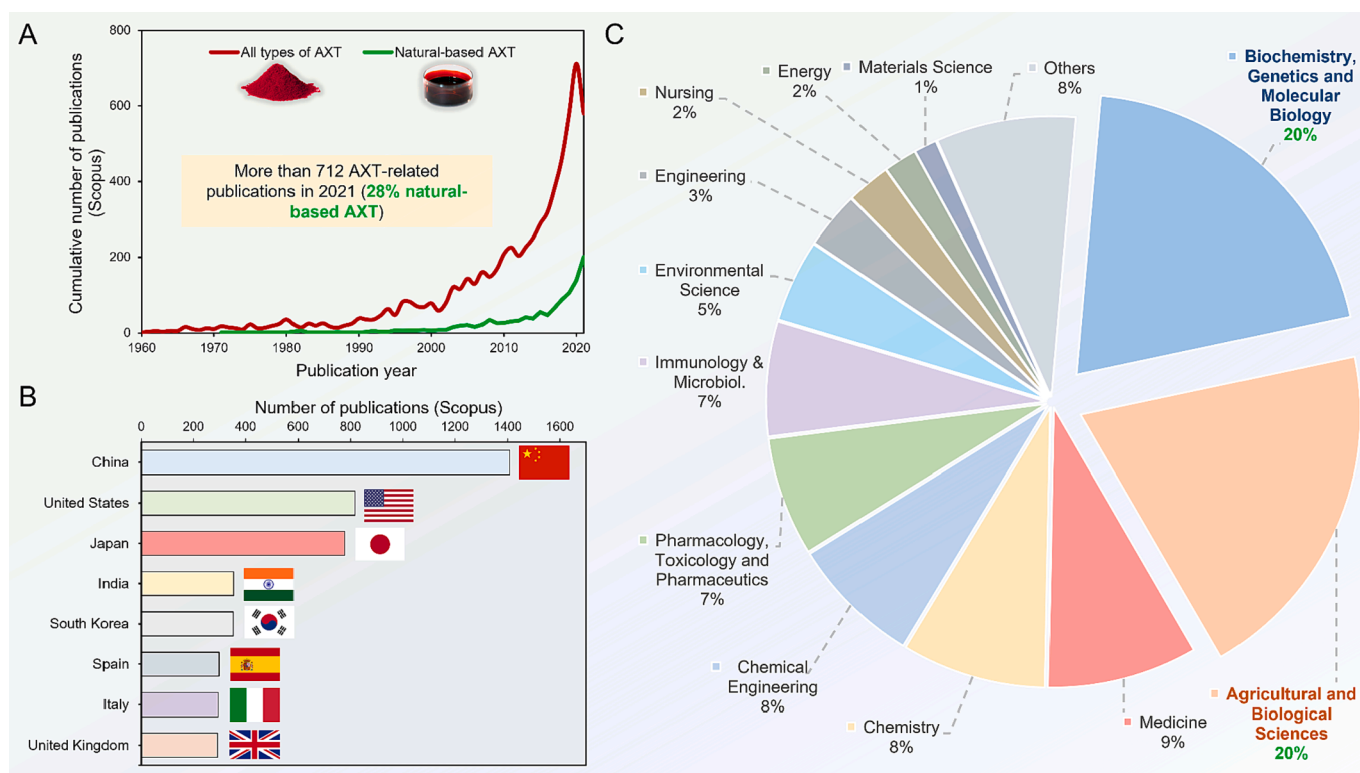 A
800
600
400
200
0
Cumulative number of publications
(Scopus)
All types of AXT
Natural-based AXT
More than 712 AXT-related
publications in 2021 (28% natural-
based AXT)
1960 1970 1980 1990 2000 2010 2020
Publication year
B
Number of publications (Scopus)
0 200 400 600 800 1000 1200 1400 1600
China
United States
Japan
India
South Korea
Spain
Italy
United Kingdom
C
Biochemistry,
Genetics and
Molecular
Biology
20%
Agricultural and
Biological
Sciences
20%
Medicine
9%
Chemistry
8%
Chemical
Engineering
8%
Pharmacology,
Toxicology and
Pharmaceutics
7%
Immunology &
Microbiol.
7%
Environmental
Science
5%
Engineering
3%
Nursing
2%
Energy
2%
Materials Science
1%
Others
8%